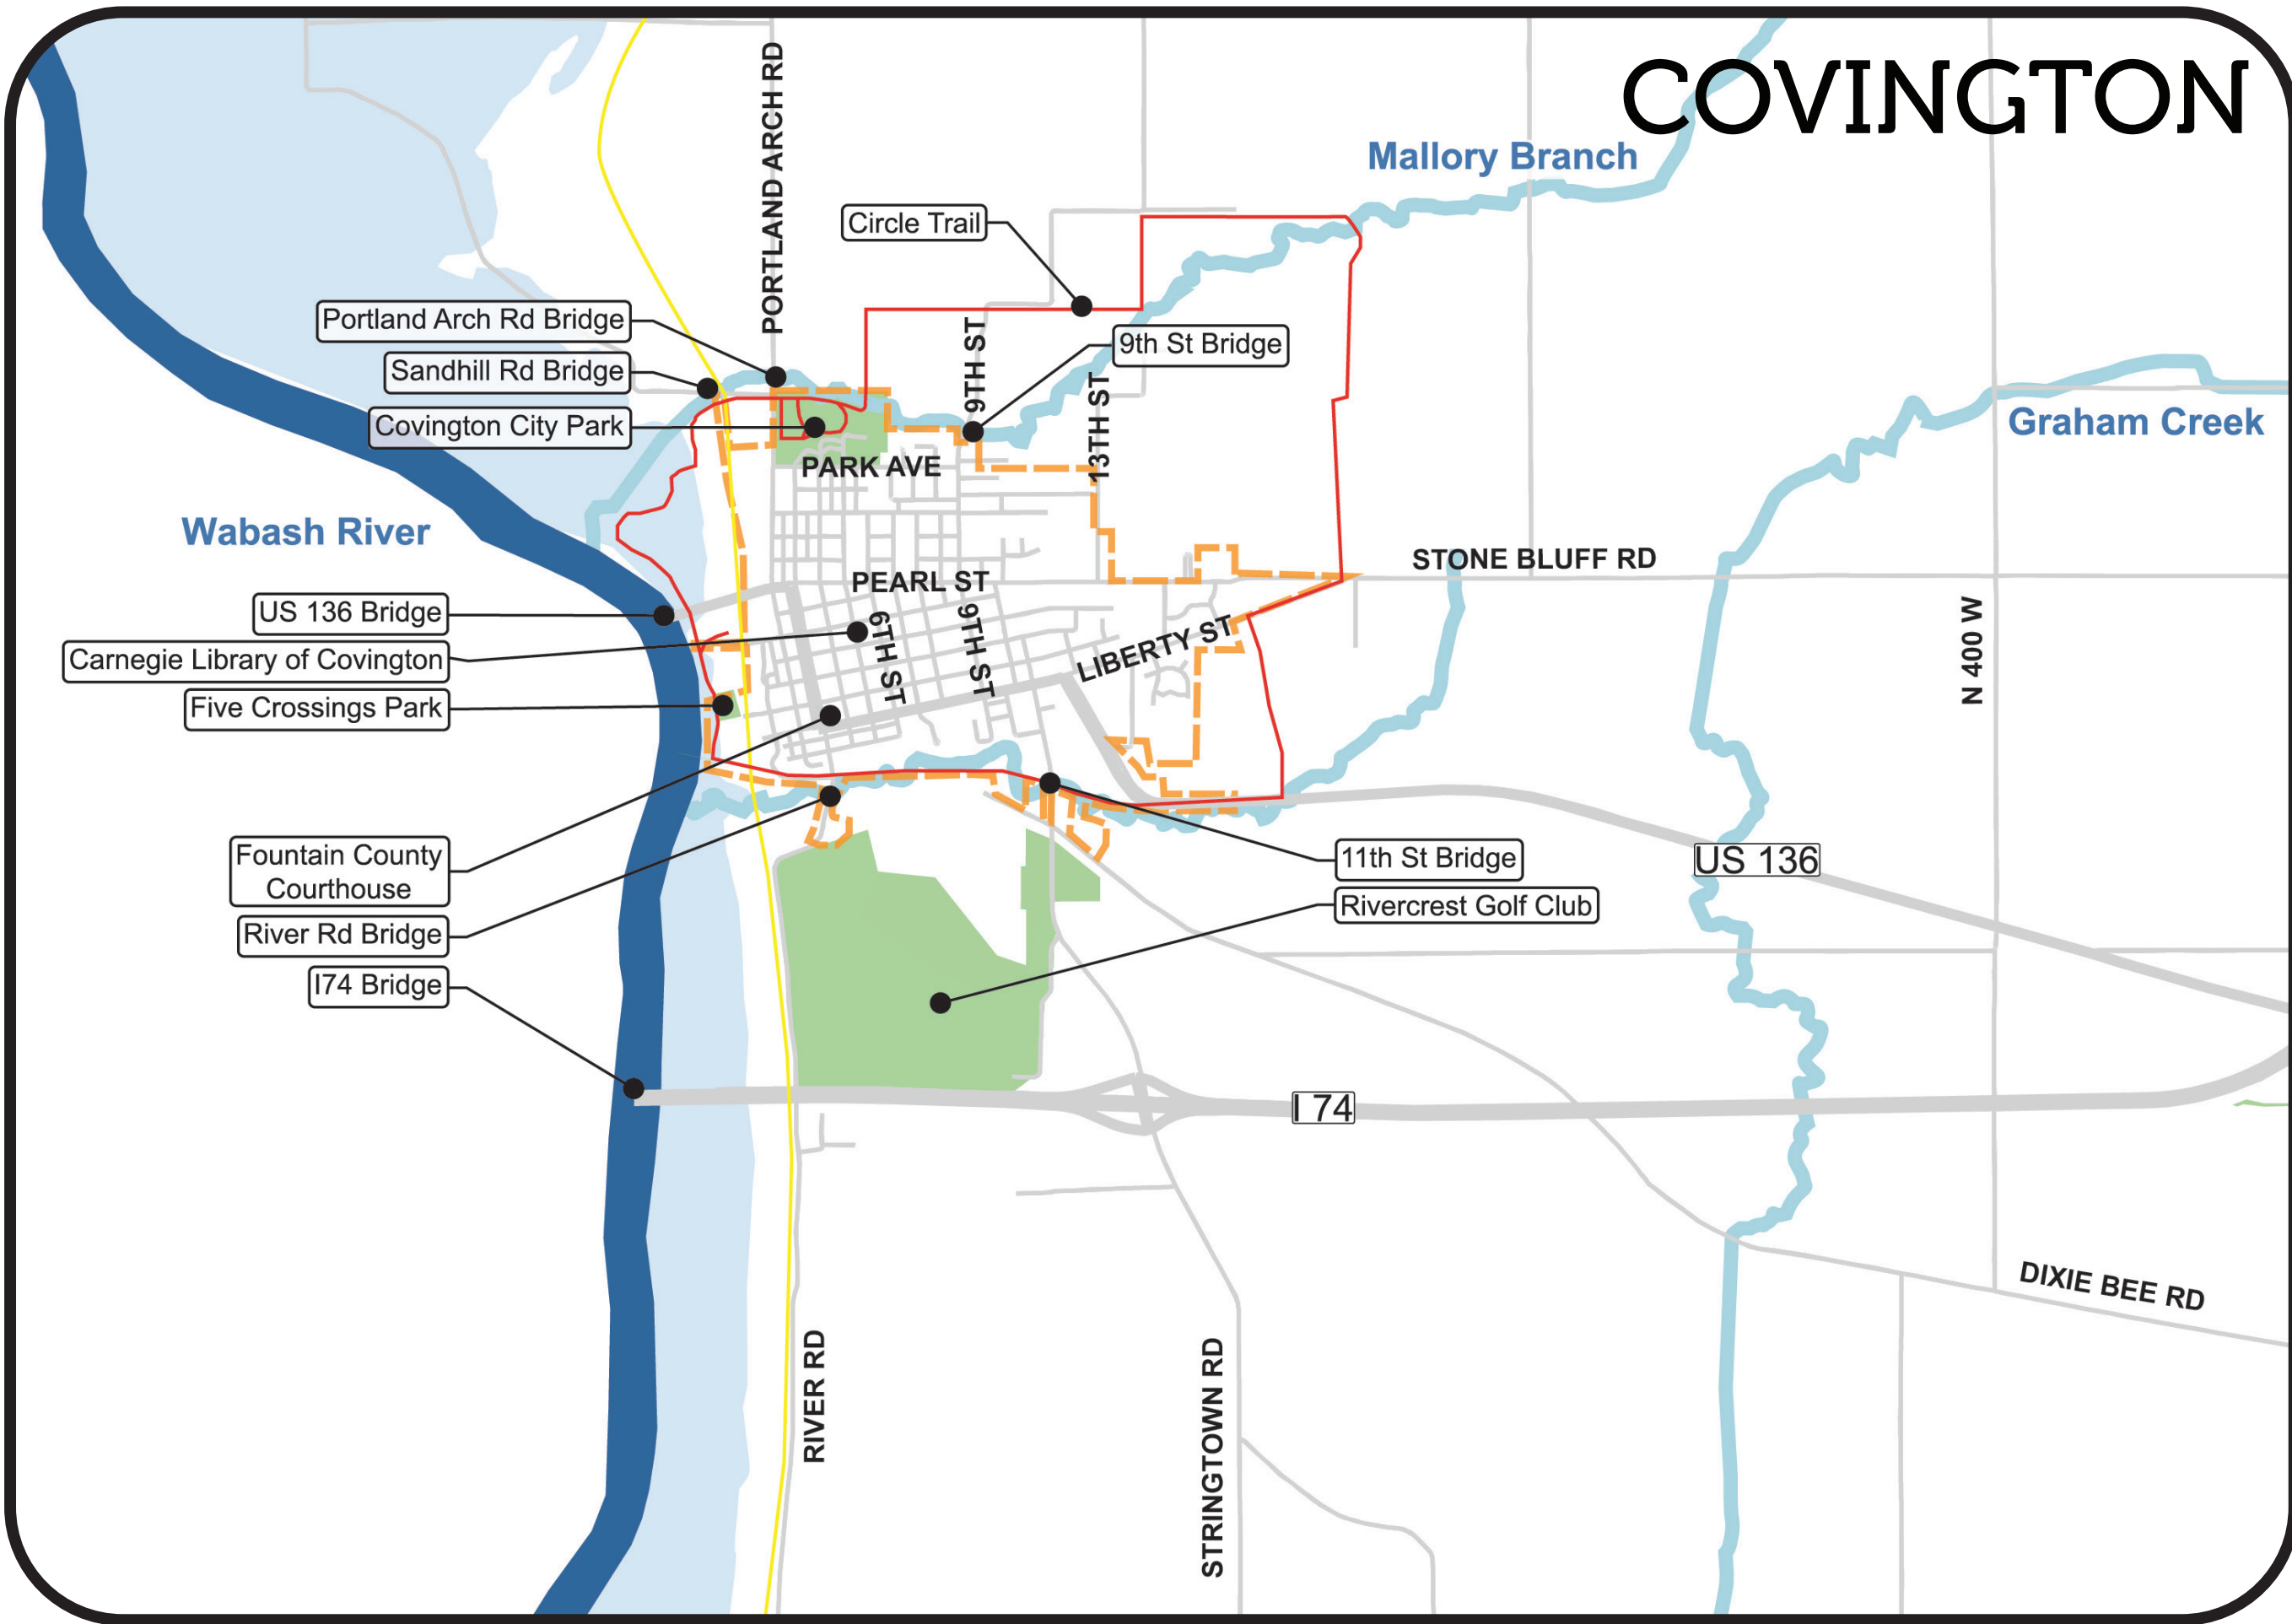 COVINGTON
PORTLAND ARCH RD
Mallory Branch
Circle Trail
Portland Arch Rd Bridge
9TH ST
9th St Bridge
Sandhill Rd Bridge
13TH ST
Covington City Park
Graham Creek
PARK AVE
Wabash River
STONE BLUFF RD
PEARL ST
US 136 Bridge
6TH ST
9TH ST
LIBERTY ST
N 400 W
Carnegie Library of Covington
Five Crossings Park
Fountain County
Courthouse
11th St Bridge
US 136
Rivercrest Golf Club
River Rd Bridge
I74 Bridge
I 74
DIXIE BEE RD
RIVER RD
STRINGTOWN RD